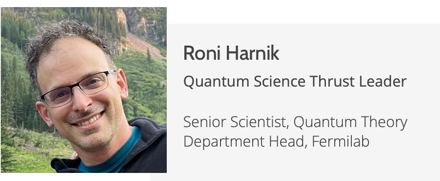 Roni Harnik
Quantum Science Thrust Leader
Senior Scientist, Quantum Theory
Department Head, Fermilab